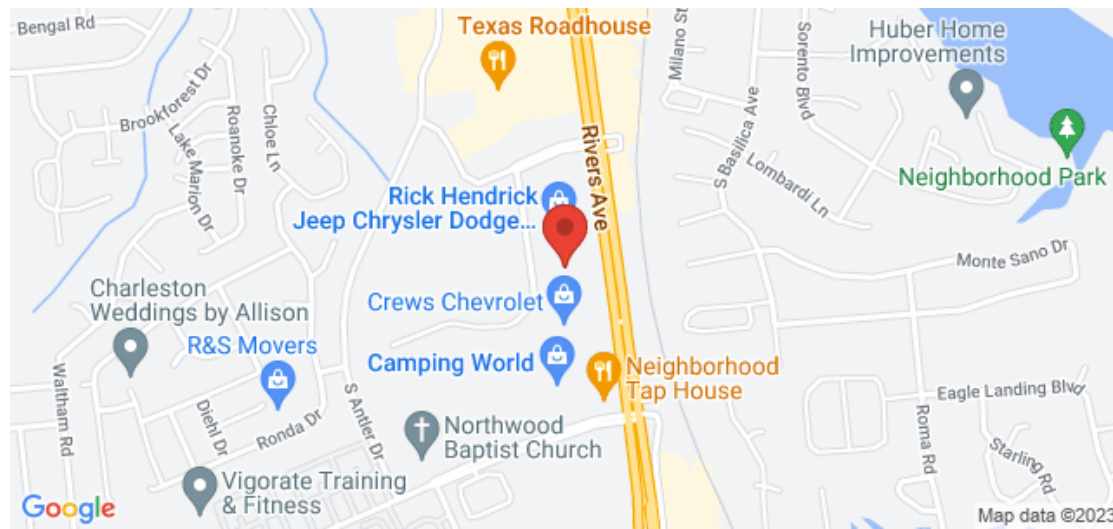 Bengal Rd
Texas Roadhouse
Milano St
Sorento Blvd
Huber Home
Improvements
Brookforest Dr
Roanoke Dr
Chloe Ln
Lake Marion Dr
Rivers Ave
S Basilica Ave
Lombardi Ln
Neighborhood Park
Rick Hendrick
Jeep Chrysler Dodge...
Monte Sano Dr
Charleston
Weddings by Allison
Crews Chevrolet
R&S Movers
Camping World
Neighborhood
Tap House
Waltham Rd
Diehl Dr
Ronda Dr
S Antler Dr
Northwood
Baptist Church
Eagle Landing Blvd
Roma Rd
Starling Rd
Vigorate Training
& Fitness
Google
Map data ©2023